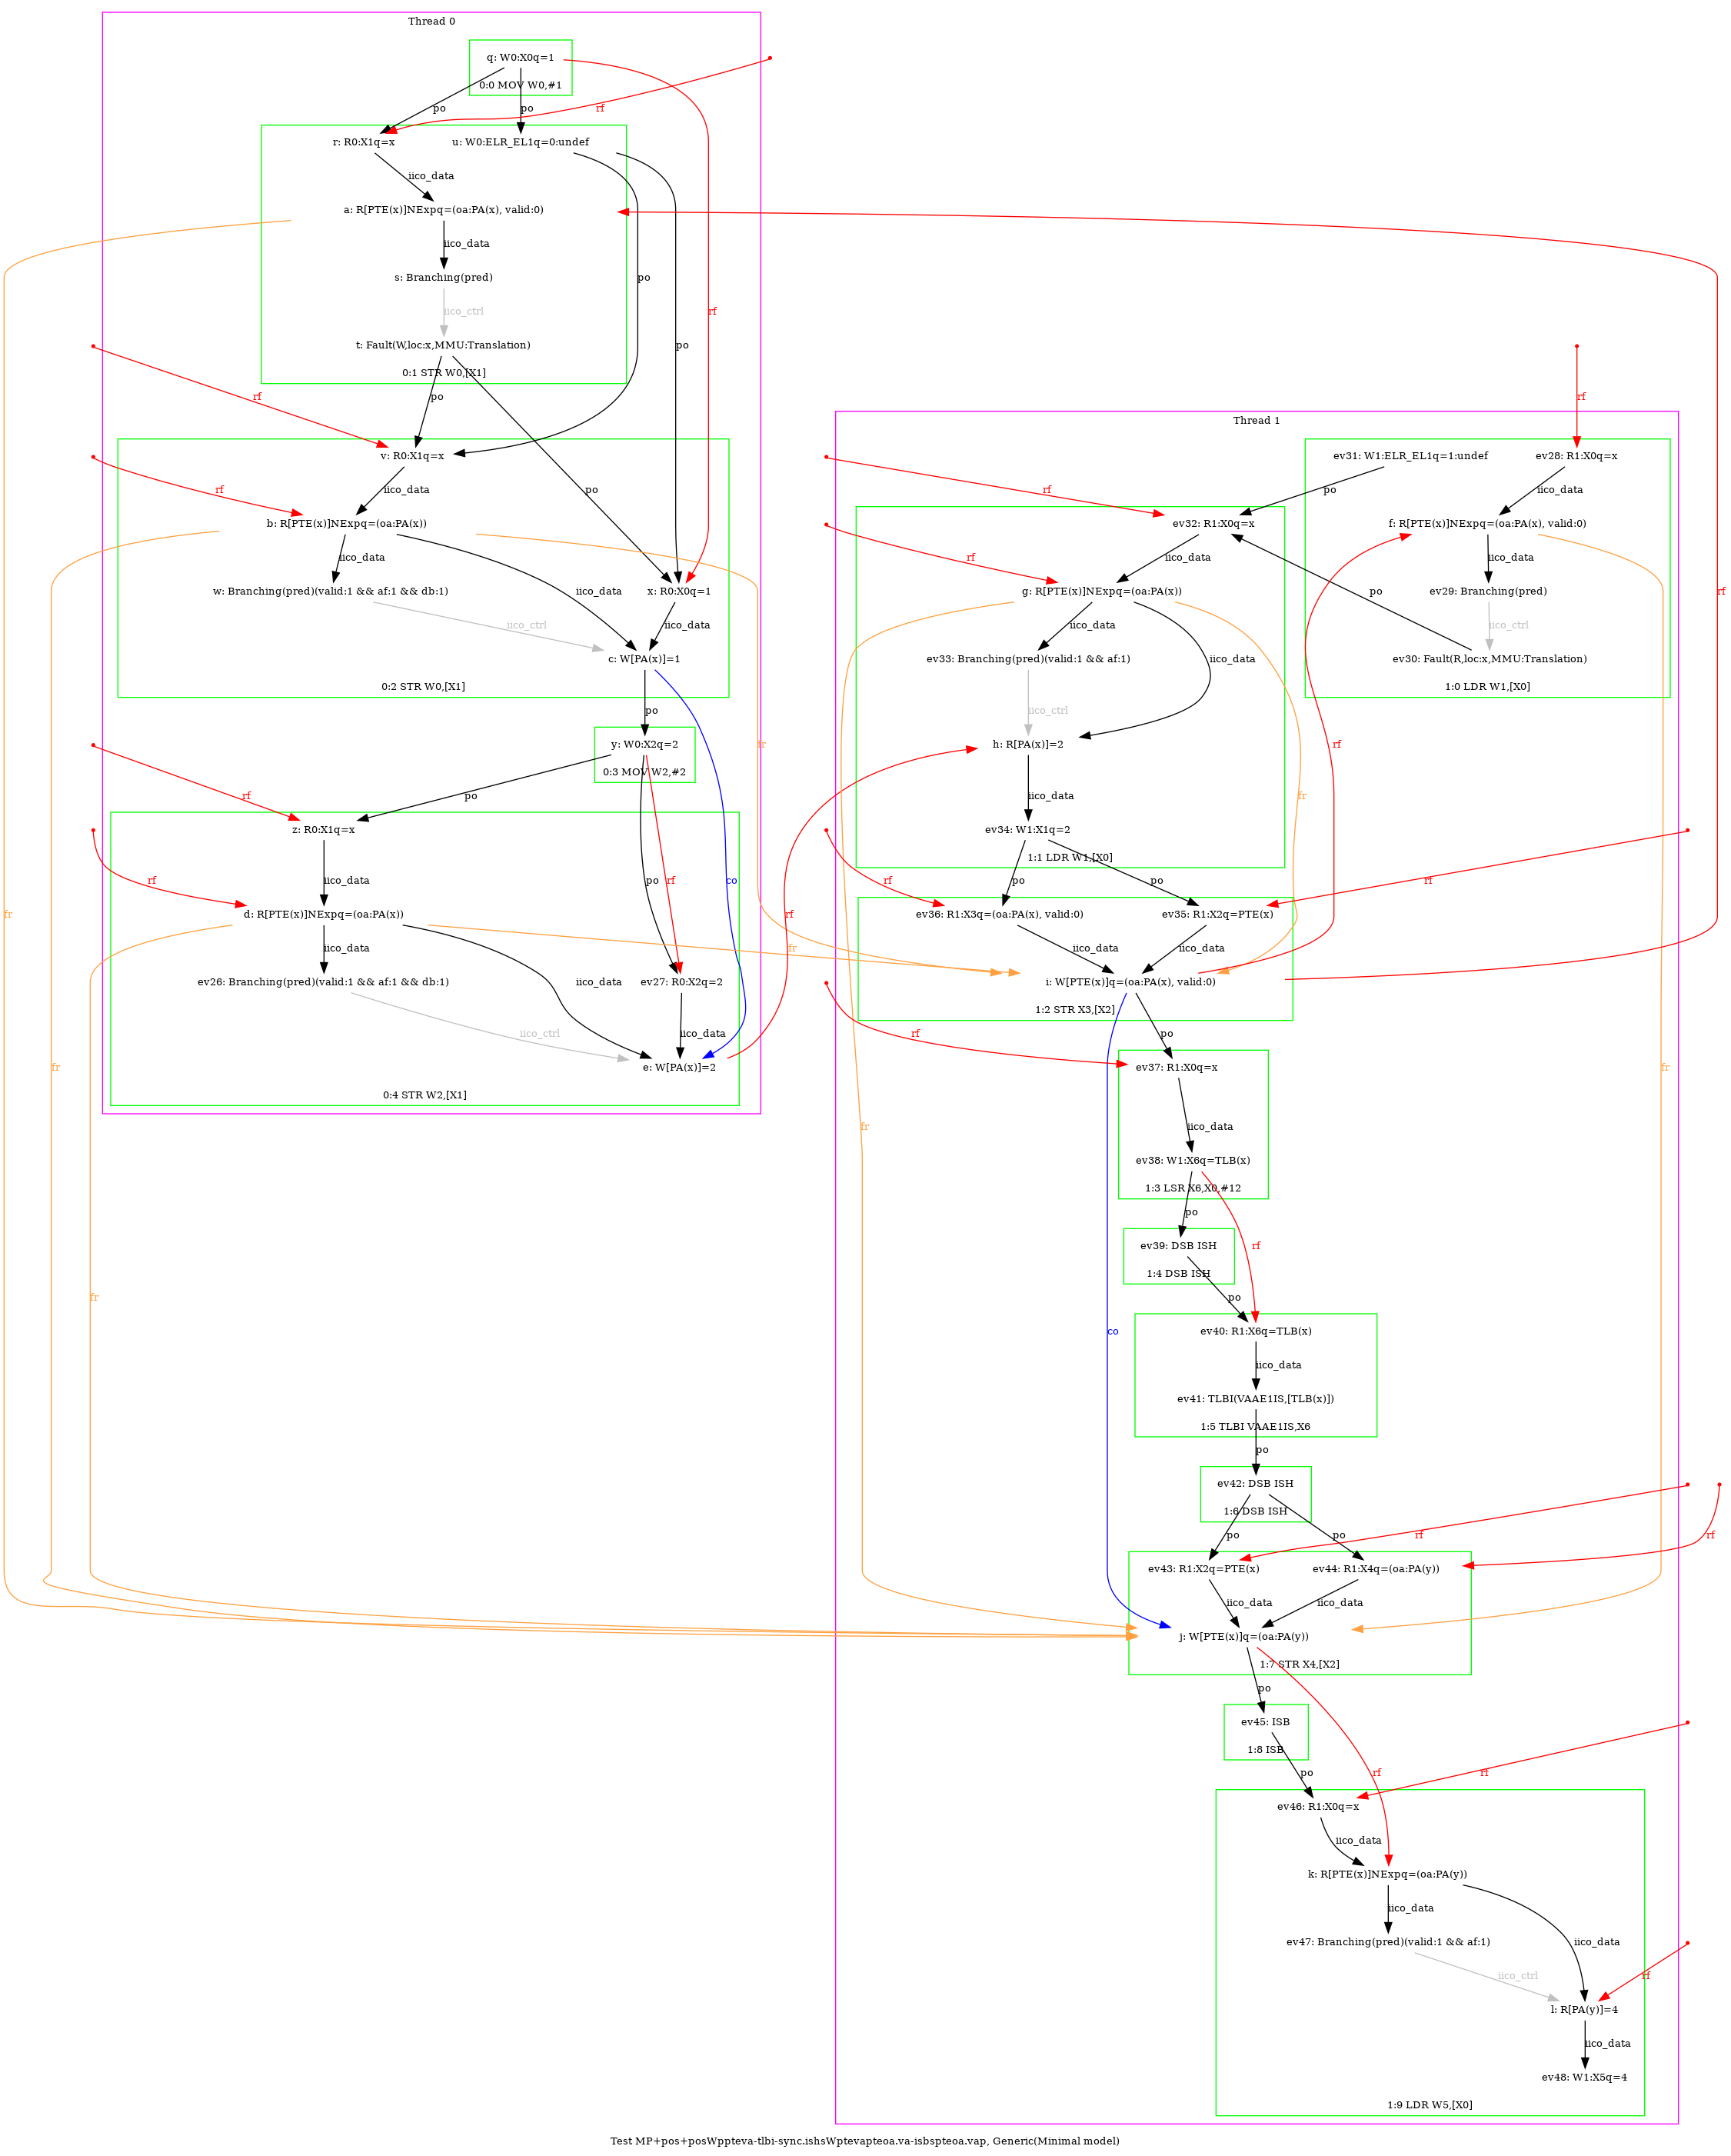 Thread 0
q: W0:X0q=1
0:0 MOV W0,#1
po
po
rf
rf
r: R0:X1q=x
u: W0:ELR_EL1q=0:undef
iico_data
a: R[PTE(x)]NExpq=(oa:PA(x), valid:0)
iico_data
s: Branching(pred)
po
rf
iico_ctrl
t: Fault(W,loc:x,MMU:Translation)
po
0:1 STR W0,[X1]
rf
po
v: R0:X1q=x
iico_data
po
rf
b: R[PTE(x)]NExpq=(oa:PA(x))
iico_data
iico_data
w: Branching(pred)(valid:1 && af:1 && db:1)
x: R0:X0q=1
iico_ctrl
iico_data
c: W[PA(x)]=1
0:2 STR W0,[X1]
po
y: W0:X2q=2
0:3 MOV W2,#2
fr
rf
po
z: R0:X1q=x
iico_data
po
rf
co
rf
d: R[PTE(x)]NExpq=(oa:PA(x))
fr
rf
fr
iico_data
iico_data
ev26: Branching(pred)(valid:1 && af:1 && db:1)
ev27: R0:X2q=2
iico_ctrl
iico_data
fr
e: W[PA(x)]=2
0:4 STR W2,[X1]
fr
Thread 1
rf
rf
ev31: W1:ELR_EL1q=1:undef
ev28: R1:X0q=x
rf
po
iico_data
ev32: R1:X0q=x
f: R[PTE(x)]NExpq=(oa:PA(x), valid:0)
rf
iico_data
iico_data
g: R[PTE(x)]NExpq=(oa:PA(x))
po
ev29: Branching(pred)
iico_data
iico_ctrl
ev33: Branching(pred)(valid:1 && af:1)
iico_data
ev30: Fault(R,loc:x,MMU:Translation)
1:0 LDR W1,[X0]
iico_ctrl
h: R[PA(x)]=2
rf
iico_data
fr
ev34: W1:X1q=2
1:1 LDR W1,[X0]
rf
po
po
rf
ev36: R1:X3q=(oa:PA(x), valid:0)
ev35: R1:X2q=PTE(x)
iico_data
iico_data
i: W[PTE(x)]q=(oa:PA(x), valid:0)
1:2 STR X3,[X2]
rf
po
ev37: R1:X0q=x
fr
fr
iico_data
ev38: W1:X6q=TLB(x)
1:3 LSR X6,X0,#12
po
ev39: DSB ISH
rf
1:4 DSB ISH
po
co
ev40: R1:X6q=TLB(x)
iico_data
ev41: TLBI(VAAE1IS,[TLB(x)])
1:5 TLBI VAAE1IS,X6
po
ev42: DSB ISH
1:6 DSB ISH
po
po
rf
rf
ev43: R1:X2q=PTE(x)
ev44: R1:X4q=(oa:PA(y))
iico_data
iico_data
j: W[PTE(x)]q=(oa:PA(y))
1:7 STR X4,[X2]
po
ev45: ISB
1:8 ISB
po
rf
rf
ev46: R1:X0q=x
iico_data
k: R[PTE(x)]NExpq=(oa:PA(y))
iico_data
ev47: Branching(pred)(valid:1 && af:1)
iico_data
iico_ctrl
rf
l: R[PA(y)]=4
iico_data
ev48: W1:X5q=4
1:9 LDR W5,[X0]
Test MP+pos+posWppteva-tlbi-sync.ishsWptevapteoa.va-isbspteoa.vap, Generic(Minimal model)